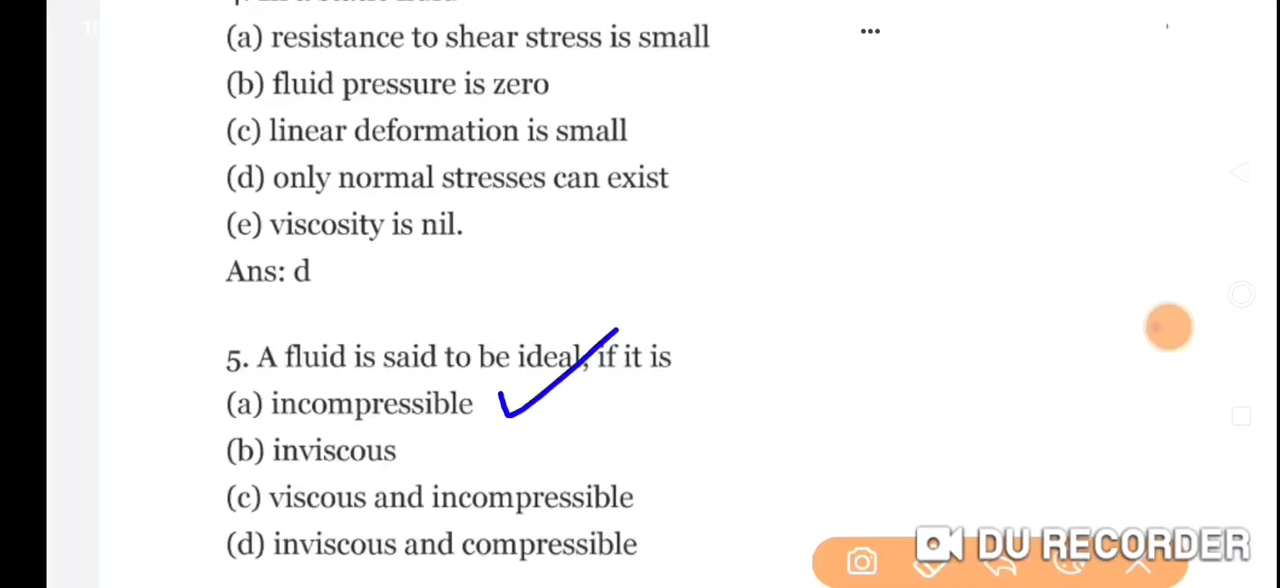 (a) resistance to shear stress is small
(b) fluid pressure is zero
(c) linear deformation is small
(d) only normal stresses can exist
(e) viscosity is nil.
Ans: d
5. A fluid is said to be ideal, if it is
(a) incompressible
(b) inviscous
(c) viscous and incompressible
(d) inviscous and compressible
DU RECORDER